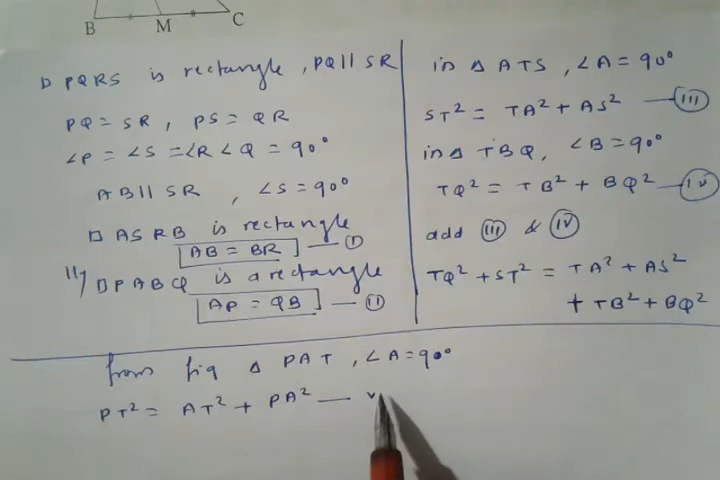 B M C
□ PQRS is rectangle, PQ || SR
PQ = SR, PS = QR
∠P = ∠S = ∠R ∠Q = 90°
AB || SR, ∠S = 90°
□ ASRB is rectangle
AB = BR — I
lly □ PABQ is a rectangle
AP = QB — II
in △ ATS, ∠A = 90°
ST² = TA² + AS² — III
in △ TBQ, ∠B = 90°
TQ² = TB² + BQ² — IV
add III & IV
TQ² + ST² = TA² + AS²
+ TB² + BQ²
from fig △ PAT, ∠A = 90°
PT² = AT² + PA² — v